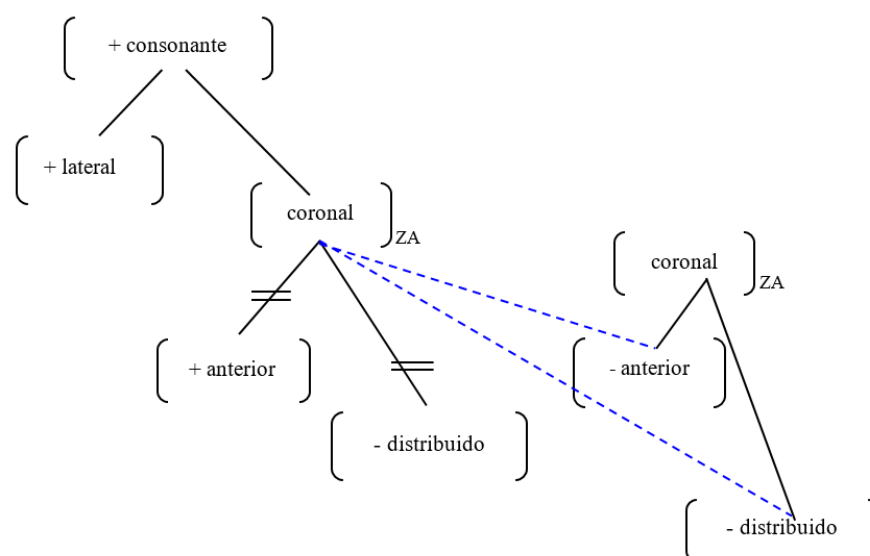 + consonante
+ lateral
coronal
ZA
coronal
ZA
+ anterior
- anterior
- distribuido
- distribuido